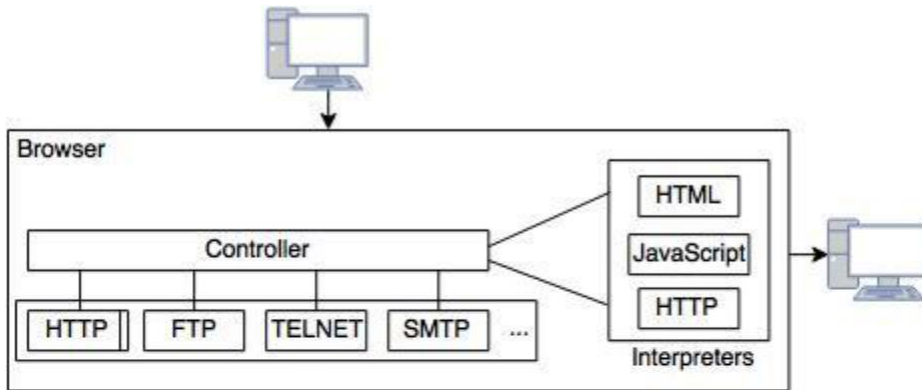 Browser
HTML
Controller
JavaScript
HTTP
HTTP FTP TELNET SMTP ...
Interpreters